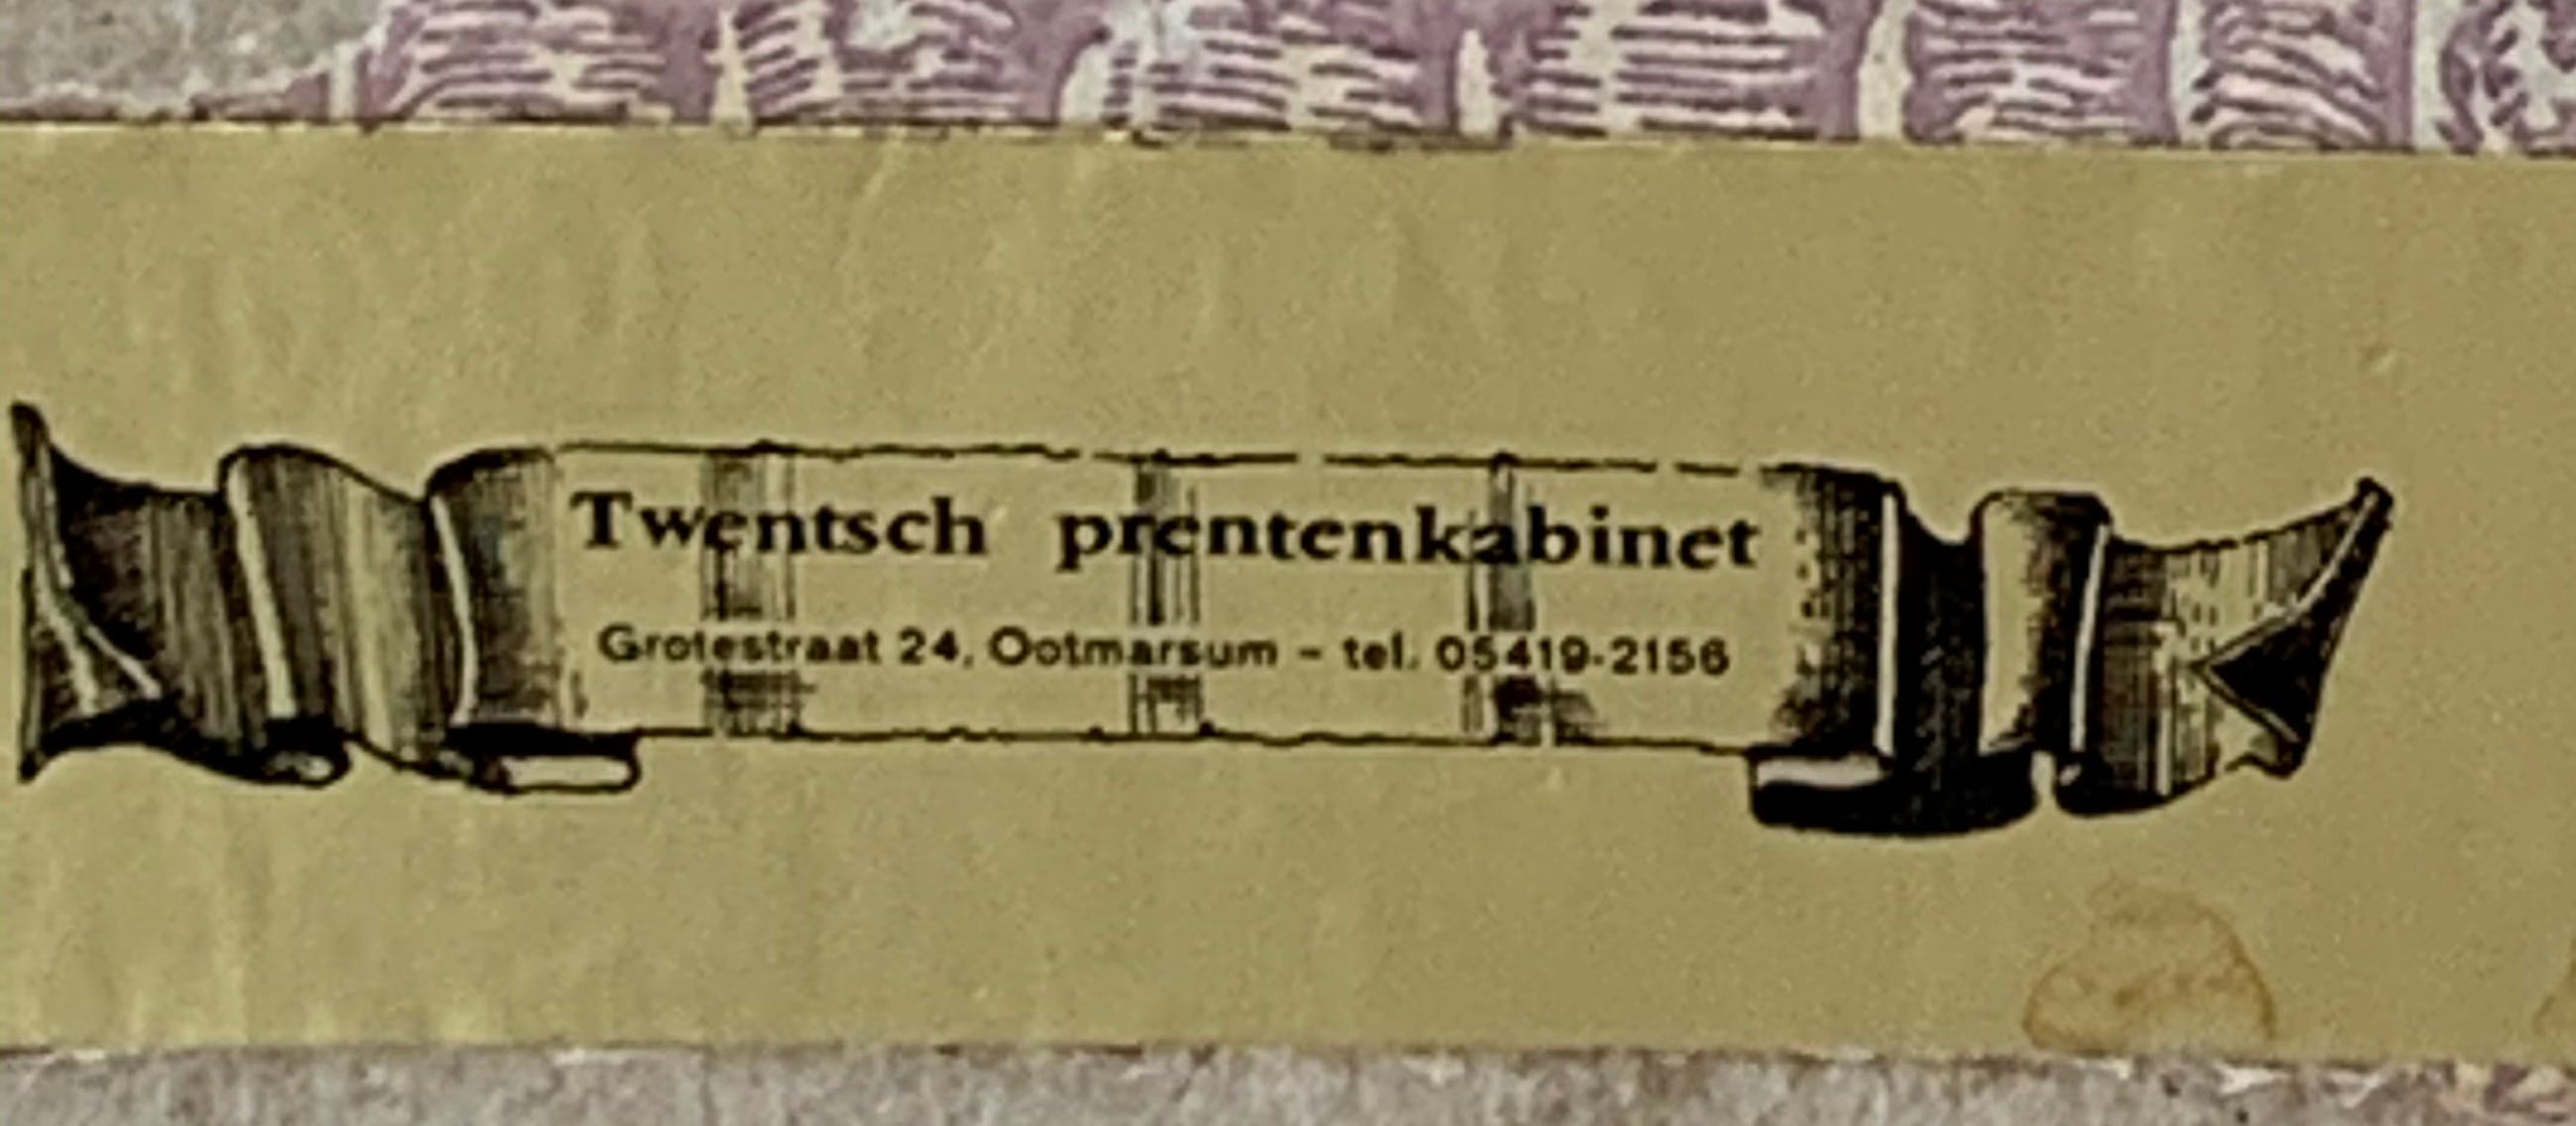 Twentsch prentenkabinet
Grotestraat 24, Ootmarsum - tel. 05419-2156